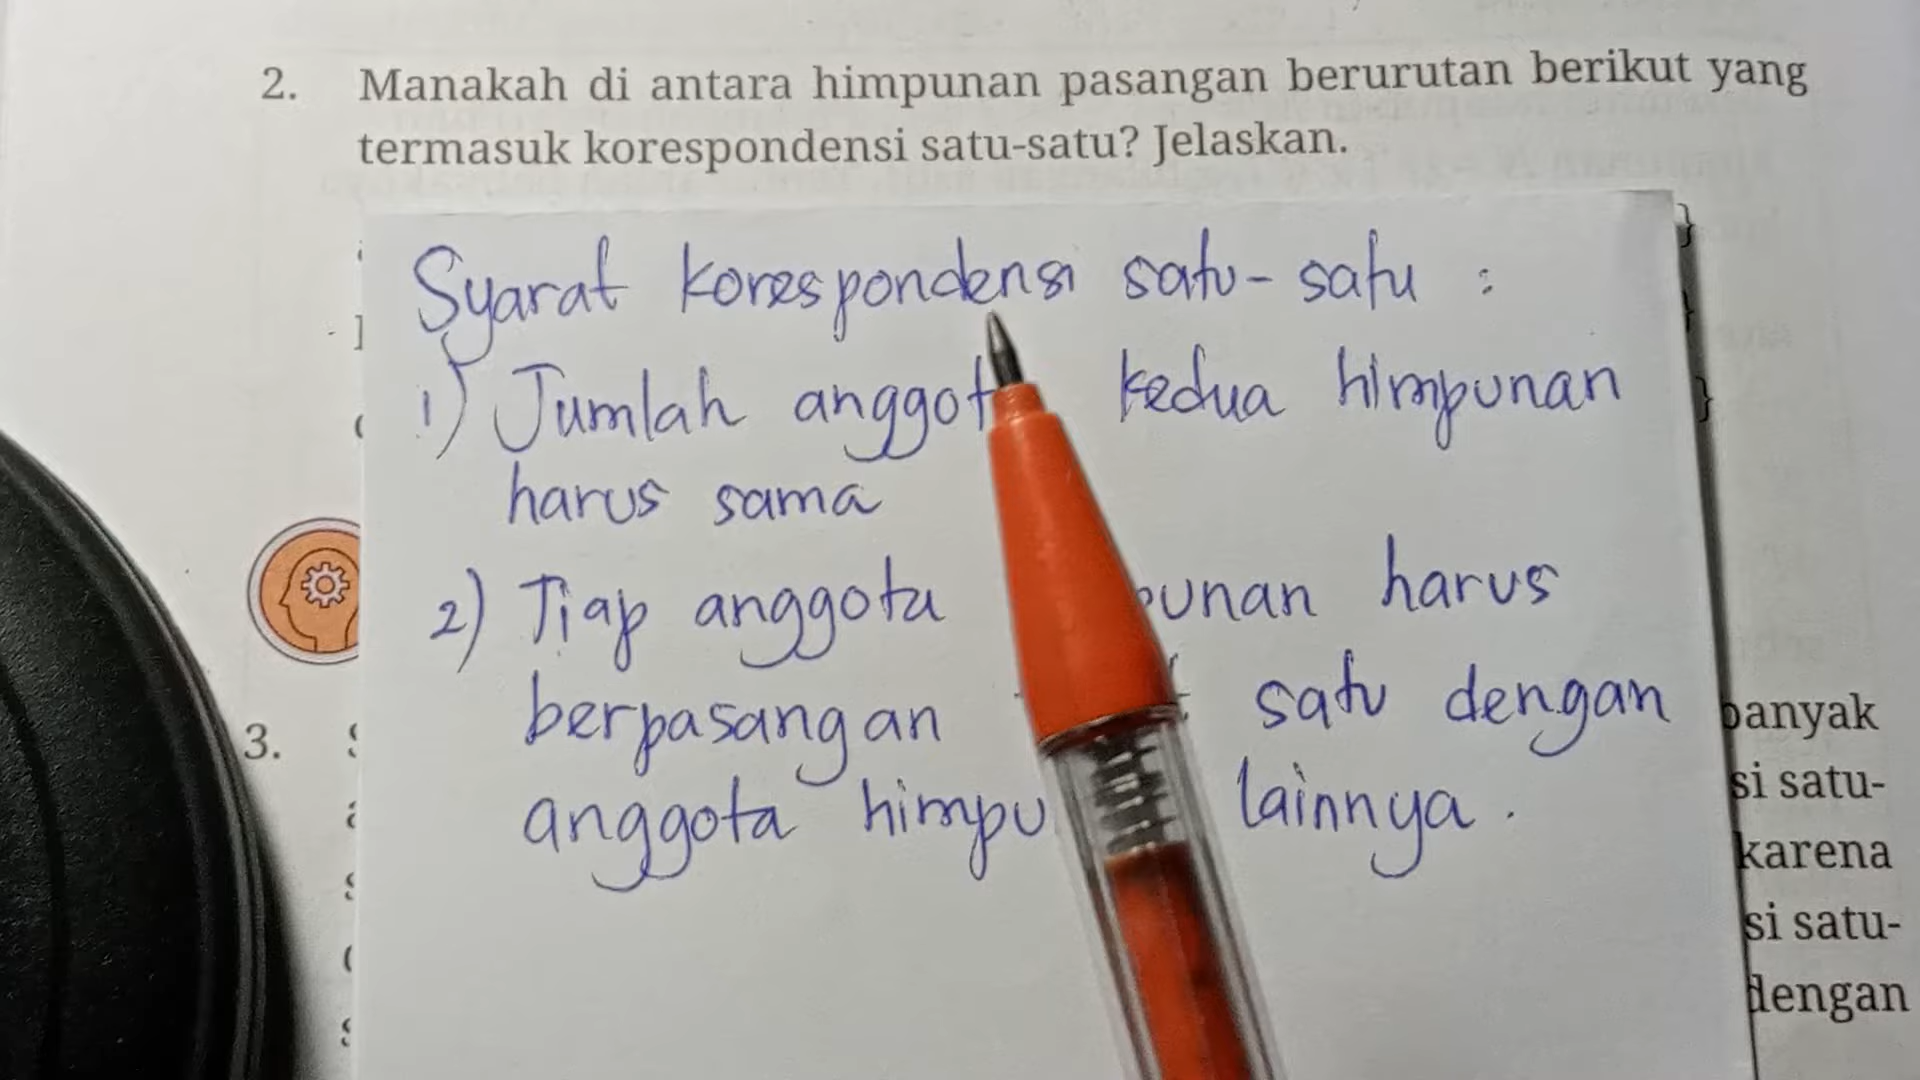 2. Manakah di antara himpunan pasangan berurutan berikut yang
termasuk korespondensi satu-satu? Jelaskan.
Syarat korespondensi satu-satu :
1) Jumlah anggot kedua himpunan
harus sama
2) Tiap anggota punan harus
berpasangan satu dengan
anggota himpu lainnya.
3.
banyak
si satu-
karena
si satu-
dengan